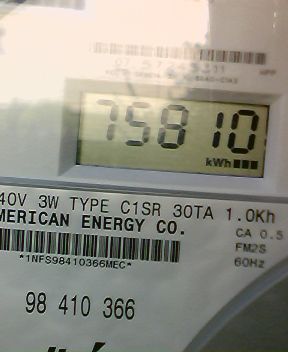 75810
kWh
40V 3W TYPE C1SR 30TA 1.0Kh
MERICAN ENERGY CO.
CA 0.5
FM2S
*1NFS98410366MEC*
60Hz
98 410 366